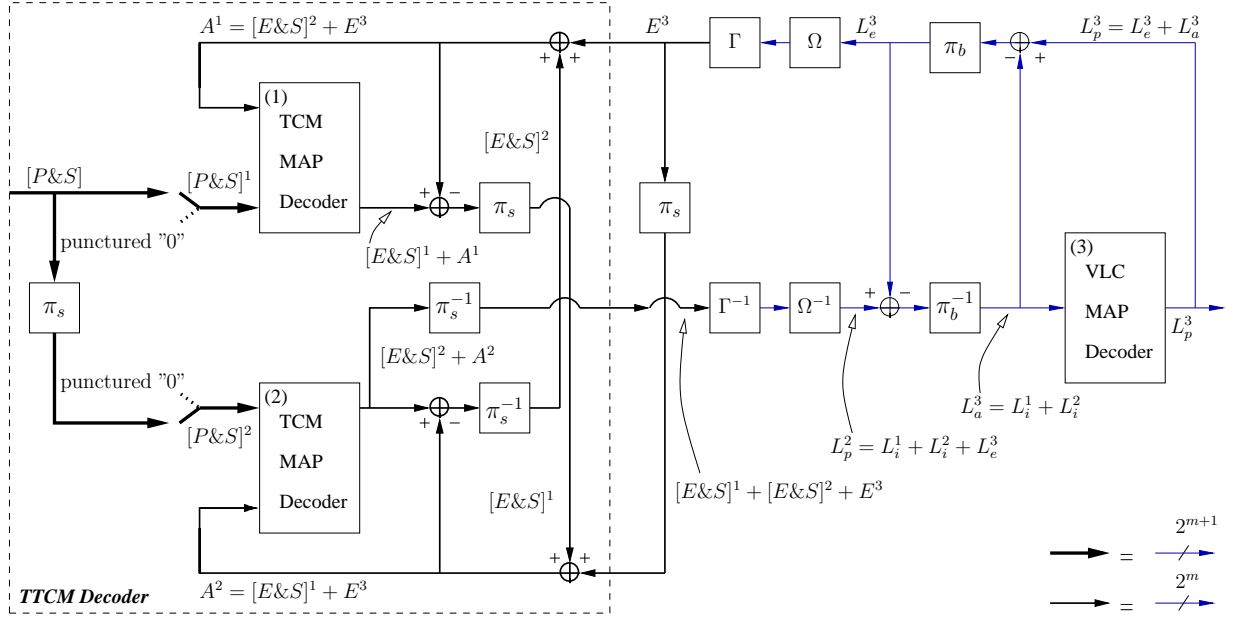 A^1 = [E&S]^2 + E^3
E^3
Γ
Ω
L_e^3
π_b
L_p^3 = L_e^3 + L_a^3
+ +
− +
(1)
TCM
MAP
Decoder
[E&S]^2
[P&S]
[P&S]^1
+ −
π_s
π_s
punctured "0"
[E&S]^1 + A^1
π_s
π_s^{-1}
Γ^{-1}
Ω^{-1}
+ −
π_b^{-1}
(3)
VLC
MAP
Decoder
L_p^3
[E&S]^2 + A^2
punctured "0"
(2)
TCM
MAP
Decoder
[P&S]^2
+ −
π_s^{-1}
L_p^2 = L_i^1 + L_i^2 + L_e^3
L_a^3 = L_i^1 + L_i^2
[E&S]^1
[E&S]^1 + [E&S]^2 + E^3
+ +
A^2 = [E&S]^1 + E^3
TTCM Decoder
= 2^{m+1}
= 2^m